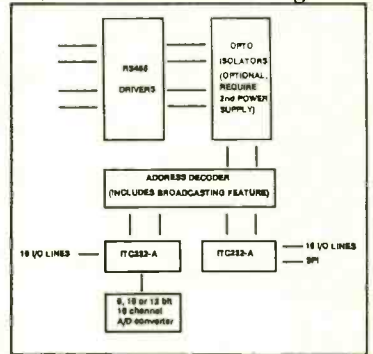 RS485
DRIVERS
OPTO
ISOLATORS
(OPTIONAL,
REQUIRE
2nd POWER
SUPPLY)
ADDRESS DECODER
(INCLUDES BROADCASTING FEATURE)
16 I/O LINES
ITC232-A
ITC232-A
16 I/O LINES
SPI
8, 10 or 12 bit
10 channel
A/D converter